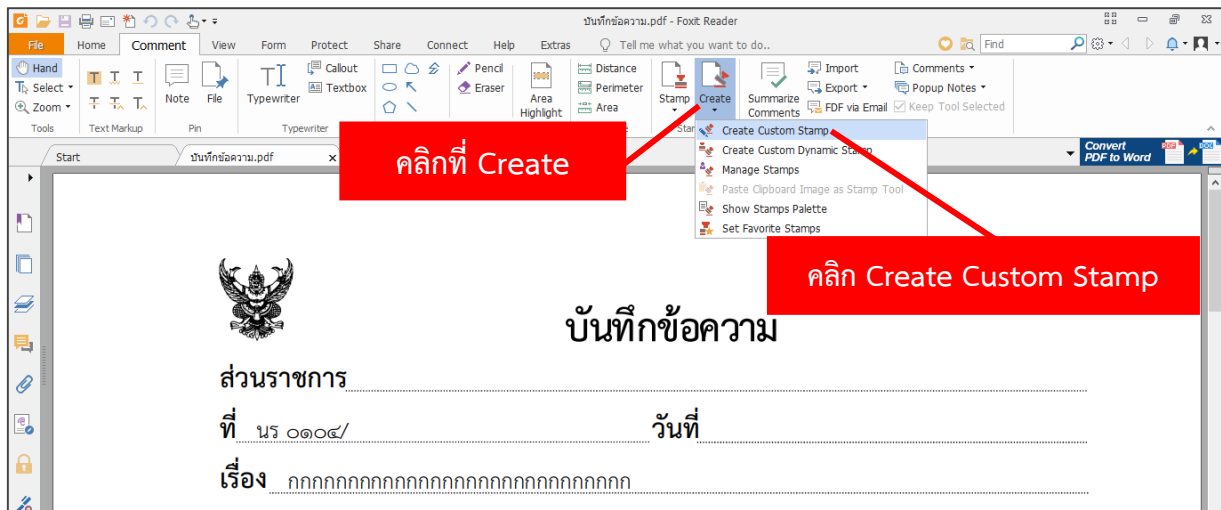 บันทึกข้อความ.pdf - Foxit Reader
File Home Comment View Form Protect Share Connect Help Extras Tell me what you want to do.. Find
Hand
Select
Zoom
Tools
Text Markup
Note File
Pin
Typewriter
Callout
Textbox
Typewriter
Pencil
Eraser
Area Highlight
Distance
Perimeter
Area
Stamp Create
Summarize Comments
Import
Export
FDF via Email
Comments
Popup Notes
Keep Tool Selected
Create Custom Stamp
Create Custom Dynamic Stamp
Manage Stamps
Paste Clipboard Image as Stamp Tool
Show Stamps Palette
Set Favorite Stamps
Start บันทึกข้อความ.pdf x
Convert
PDF to Word
คลิกที่ Create
คลิก Create Custom Stamp
บันทึกข้อความ
ส่วนราชการ
ที่ นร ๐๑๐๔/ วันที่
เรื่อง กกกกกกกกกกกกกกกกกกกกกกกกกกกกก